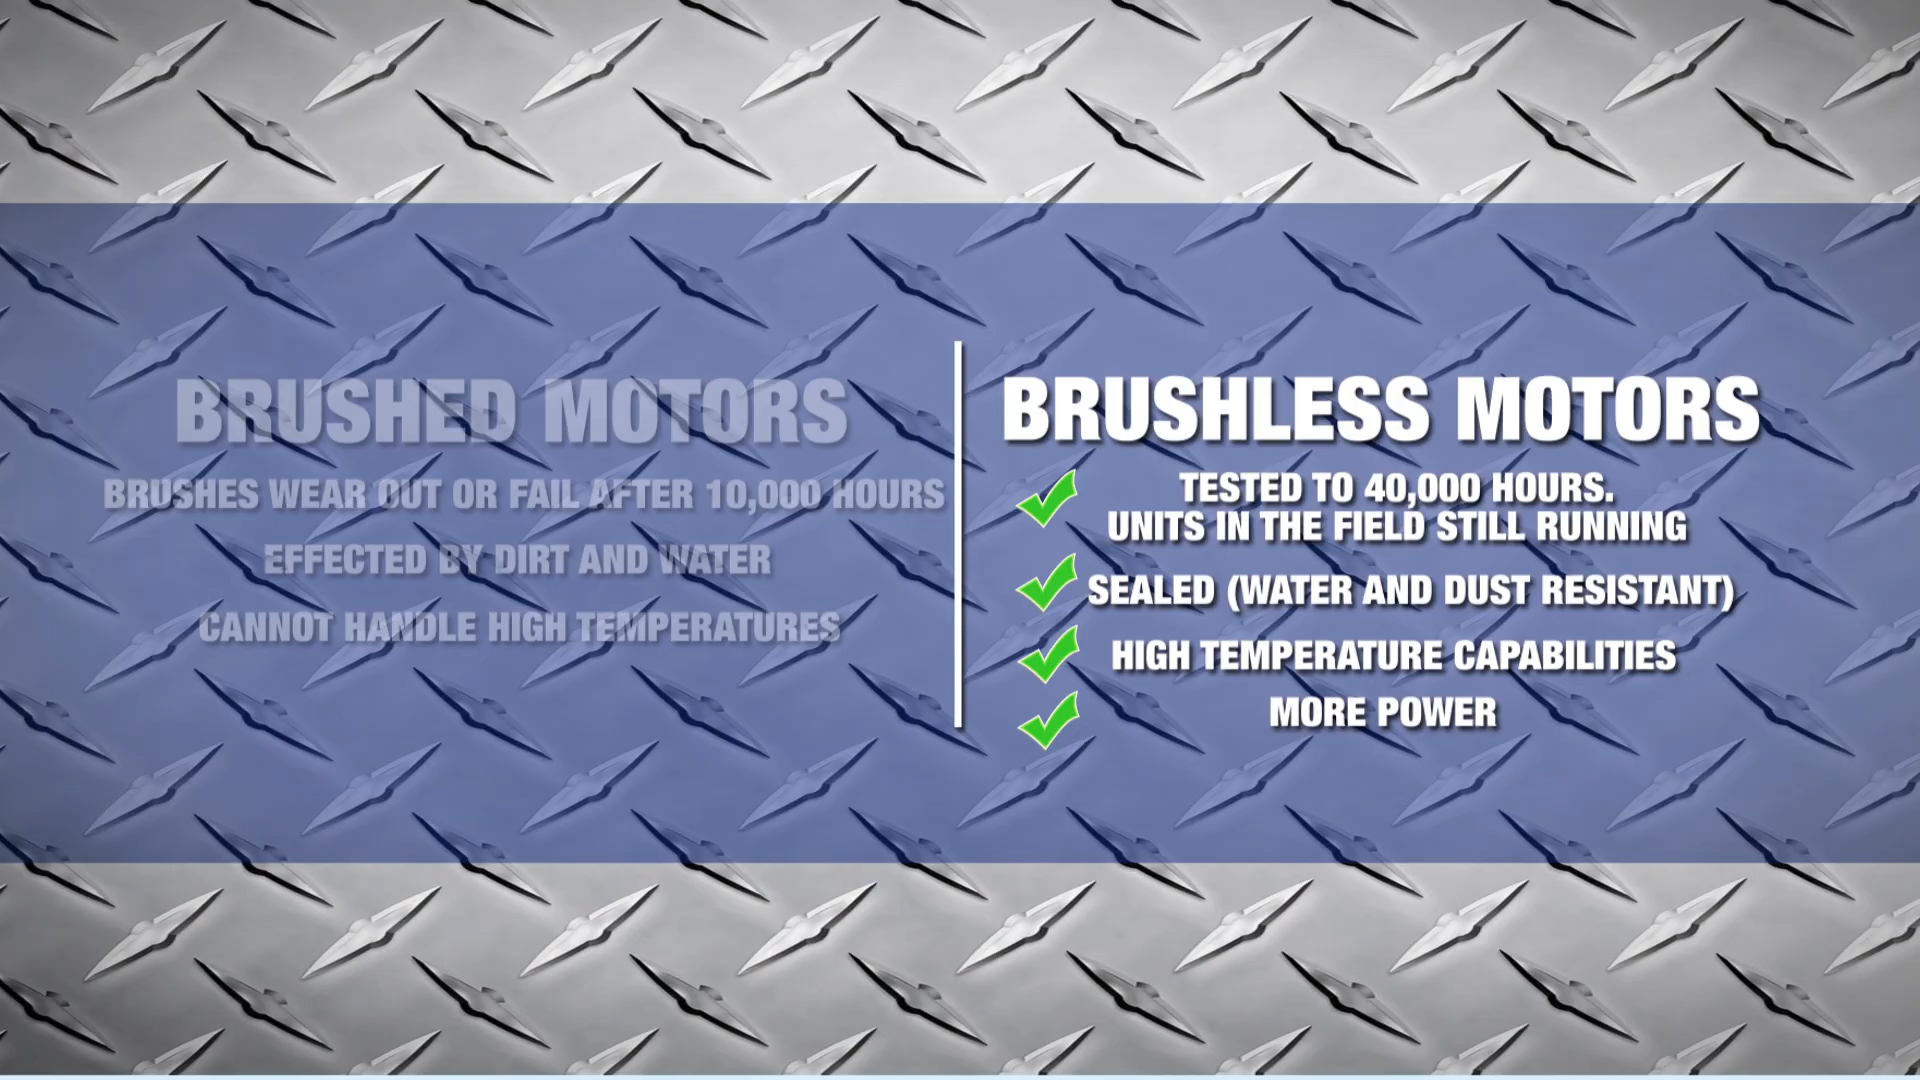 BRUSHED MOTORS
BRUSHES WEAR OUT OR FAIL AFTER 10,000 HOURS
EFFECTED BY DIRT AND WATER
CANNOT HANDLE HIGH TEMPERATURES
BRUSHLESS MOTORS
TESTED TO 40,000 HOURS.
UNITS IN THE FIELD STILL RUNNING
SEALED (WATER AND DUST RESISTANT)
HIGH TEMPERATURE CAPABILITIES
MORE POWER